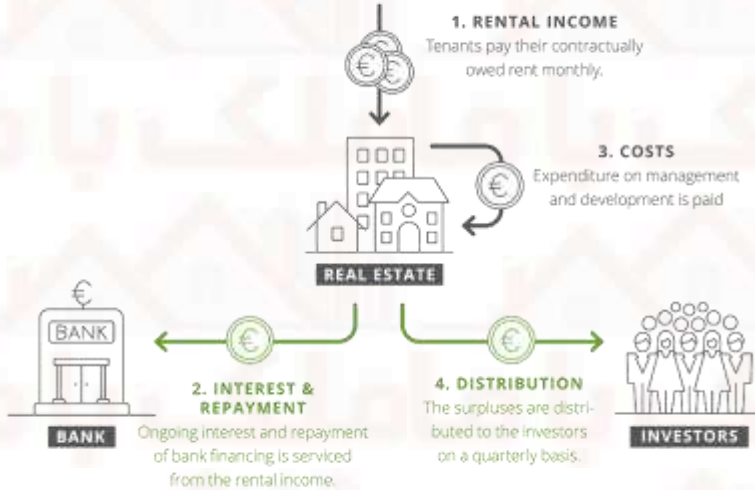 1. RENTAL INCOME
Tenants pay their contractually
owed rent monthly.
3. COSTS
Expenditure on management
and development is paid
REAL ESTATE
BANK
2. INTEREST &
REPAYMENT
Ongoing interest and repayment
of bank financing is serviced
from the rental income.
BANK
4. DISTRIBUTION
The surpluses are distri-
buted to the investors
on a quarterly basis.
INVESTORS